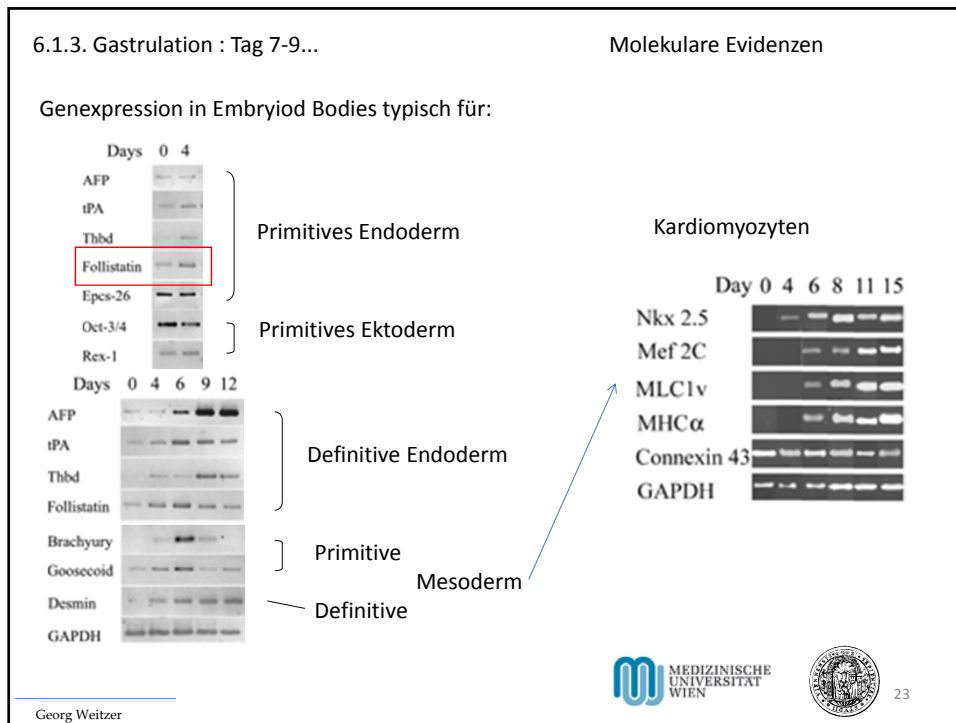 6.1.3. Gastrulation : Tag 7-9...
Molekulare Evidenzen
Genexpression in Embryiod Bodies typisch für:
Days 0 4
AFP
tPA
Thbd
Follistatin
Epcs-26
Primitives Endoderm
Oct-3/4
Rex-1
Primitives Ektoderm
Days 0 4 6 9 12
AFP
tPA
Thbd
Follistatin
Definitive Endoderm
Brachyury
Goosecoid
Primitive
Mesoderm
Desmin
Definitive
GAPDH
Kardiomyozyten
Day 0 4 6 8 11 15
Nkx 2.5
Mef 2C
MLC1v
MHCα
Connexin 43
GAPDH
MEDIZINISCHE
UNIVERSITÄT
WIEN
23
Georg Weitzer